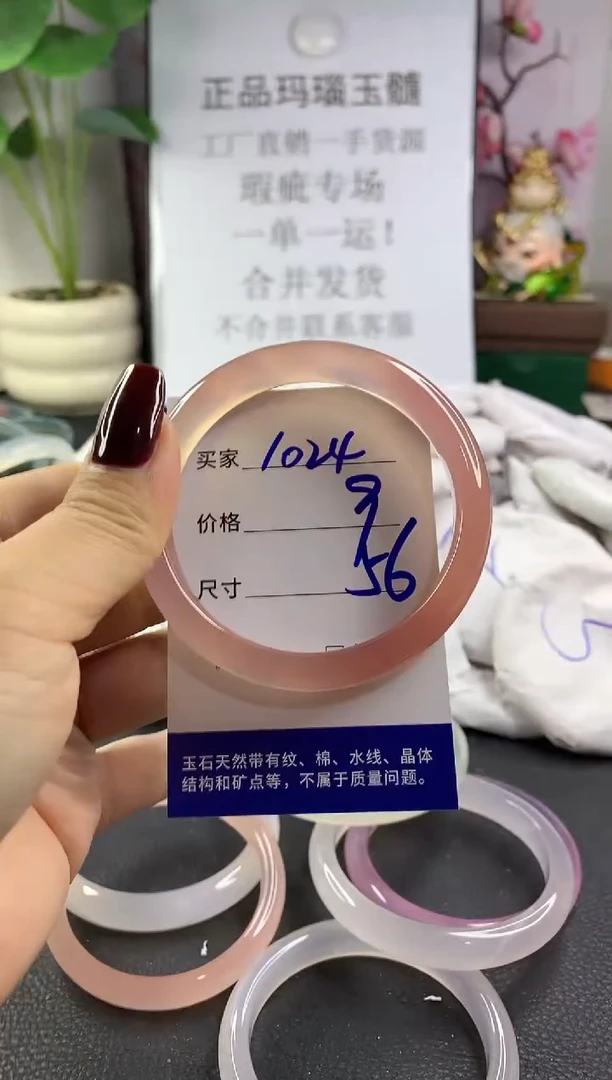 正品玛瑙玉髓
工厂直销一手货源
瑕疵专场
一单一运！
合并发货
不合并联系客服
买家 1024
价格
尺寸 56
玉石天然带有纹、棉、水线、晶体
结构和矿点等，不属于质量问题。